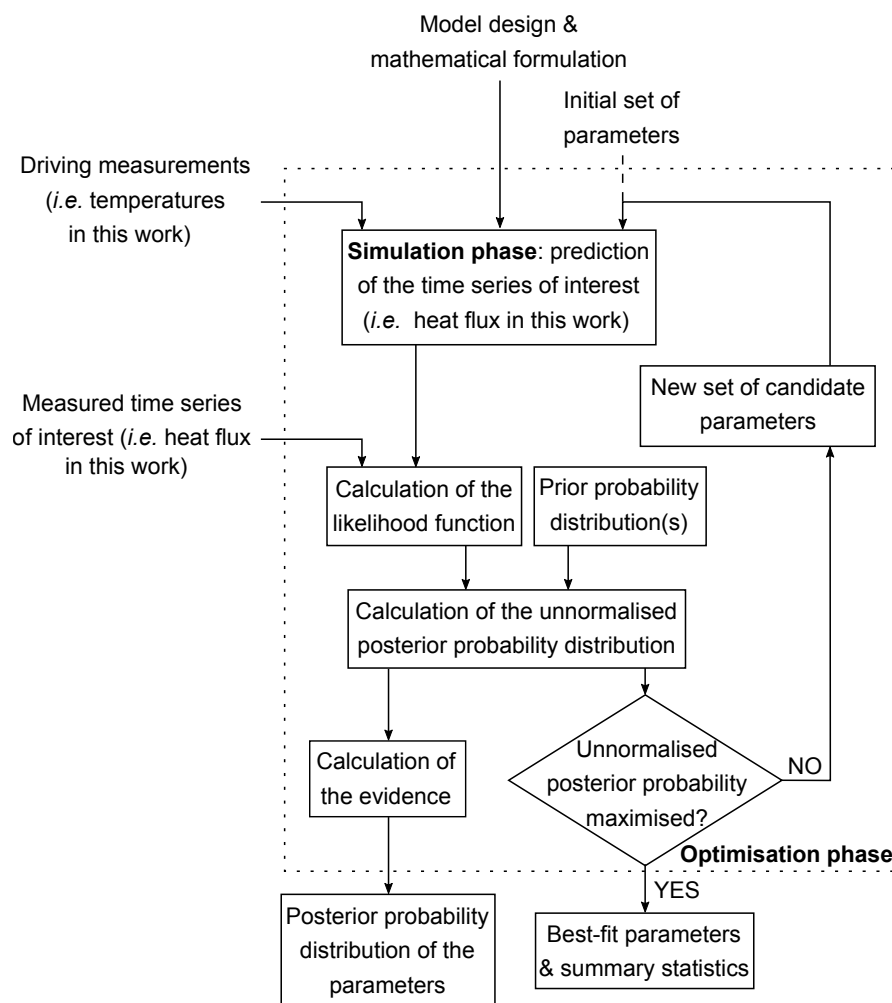 Model design &
mathematical formulation
Initial set of
parameters
Driving measurements
(i.e. temperatures
in this work)
Simulation phase: prediction
of the time series of interest
(i.e. heat flux in this work)
New set of candidate
parameters
Measured time series
of interest (i.e. heat flux
in this work)
Calculation of the
likelihood function
Prior probability
distribution(s)
Calculation of the unnormalised
posterior probability distribution
Calculation of
the evidence
Unnormalised
posterior probability
maximised?
NO
Optimisation phase
YES
Posterior probability
distribution of the
parameters
Best-fit parameters
& summary statistics